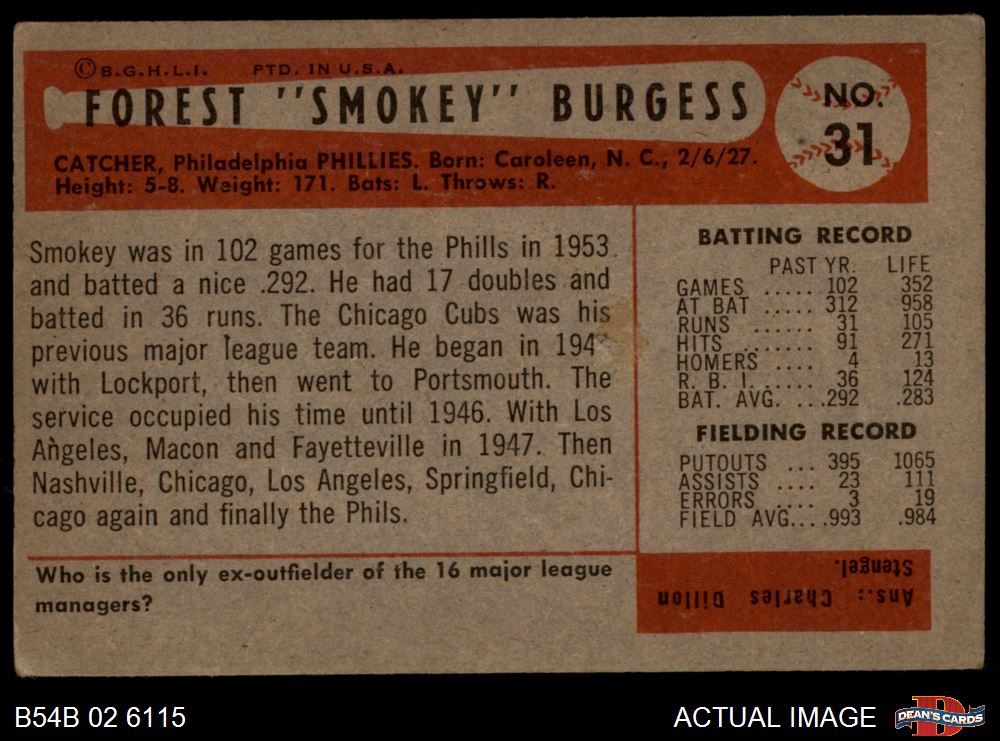 ©B.G.H.L.I. PTD. IN U.S.A.
FOREST "SMOKEY" BURGESS
NO.
31
CATCHER, Philadelphia PHILLIES. Born: Caroleen, N. C., 2/6/27.
Height: 5-8. Weight: 171. Bats: L. Throws: R.
Smokey was in 102 games for the Phills in 1953
and batted a nice .292. He had 17 doubles and
batted in 36 runs. The Chicago Cubs was his
previous major league team. He began in 194
with Lockport, then went to Portsmouth. The
service occupied his time until 1946. With Los
Angeles, Macon and Fayetteville in 1947. Then
Nashville, Chicago, Los Angeles, Springfield, Chi-
cago again and finally the Phils.
Who is the only ex-outfielder of the 16 major league
managers?
BATTING RECORD
PAST YR. LIFE
GAMES ..... 102 352
AT BAT ..... 312 958
RUNS ...... 31 105
HITS ....... 91 271
HOMERS .... 4 13
R. B. I. ...... 36 124
BAT. AVG. ...292 .283
FIELDING RECORD
PUTOUTS ... 395 1065
ASSISTS .... 23 111
ERRORS ..... 3 19
FIELD AVG....993 .984
Ans.: Charles Dillon
Stengel.
B54B 02 6115
ACTUAL IMAGE
D
DEAN'S CARDS